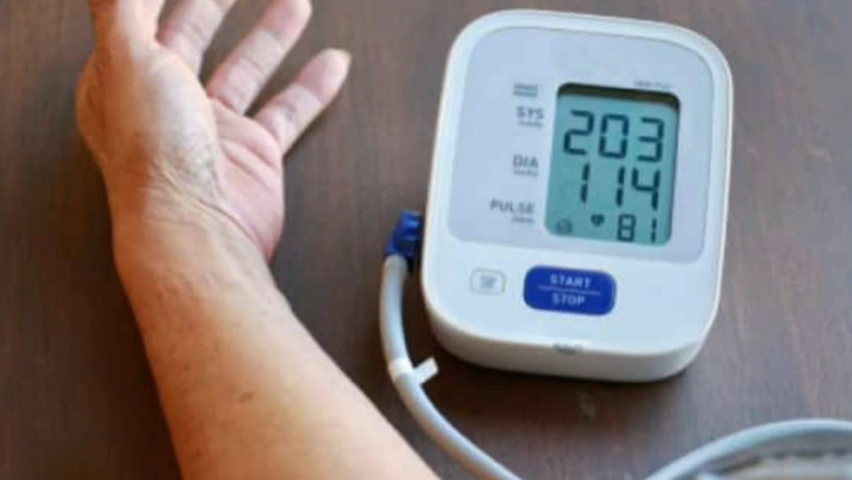 SYS
203
DIA
114
PULSE
81
START
STOP